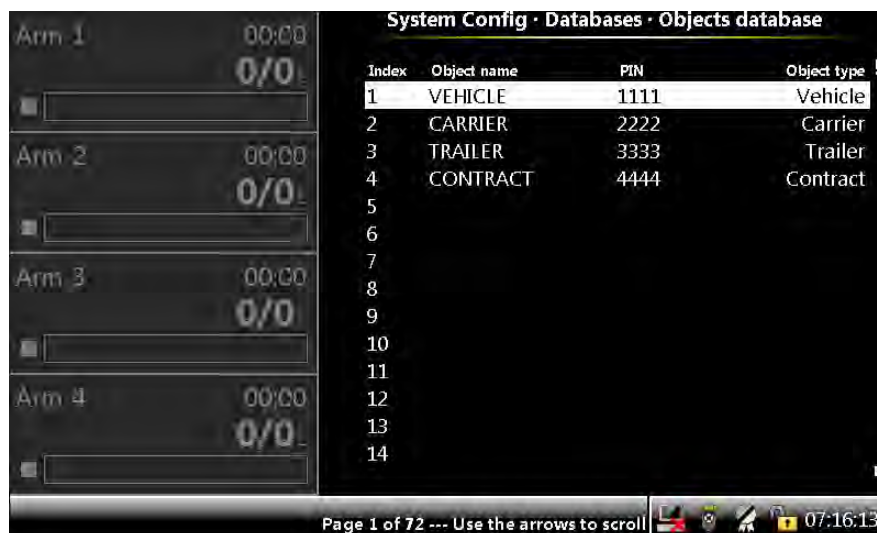 Arm 1 00:00
0/0
Arm 2 00:00
0/0
Arm 3 00:00
0/0
Arm 4 00:00
0/0
System Config · Databases · Objects database
Index Object name PIN Object type
1 VEHICLE 1111 Vehicle
2 CARRIER 2222 Carrier
3 TRAILER 3333 Trailer
4 CONTRACT 4444 Contract
5
6
7
8
9
10
11
12
13
14
Page 1 of 72 --- Use the arrows to scroll 07:16:13